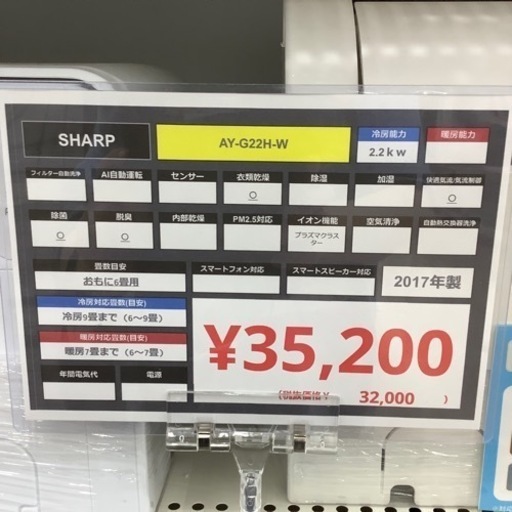 SHARP
AY-G22H-W
冷房能力
2.2kw
暖房能力
フィルター自動洗浄
AI自動運転
センサー
衣類乾燥
○
除湿
加湿
快適気流/気流制御
○
除菌
○
脱臭
○
内部乾燥
PM2.5対応
イオン機能
プラズマクラスター
空気清浄
自動熱交換器洗浄
畳数目安
おもに6畳用
スマートフォン対応
スマートスピーカー対応
2017年製
冷房対応畳数(目安)
冷房9畳まで（6～9畳）
暖房対応畳数(目安)
暖房7畳まで（6～7畳）
年間電気代
電源
¥35,200
(税抜価格¥ 32,000 )